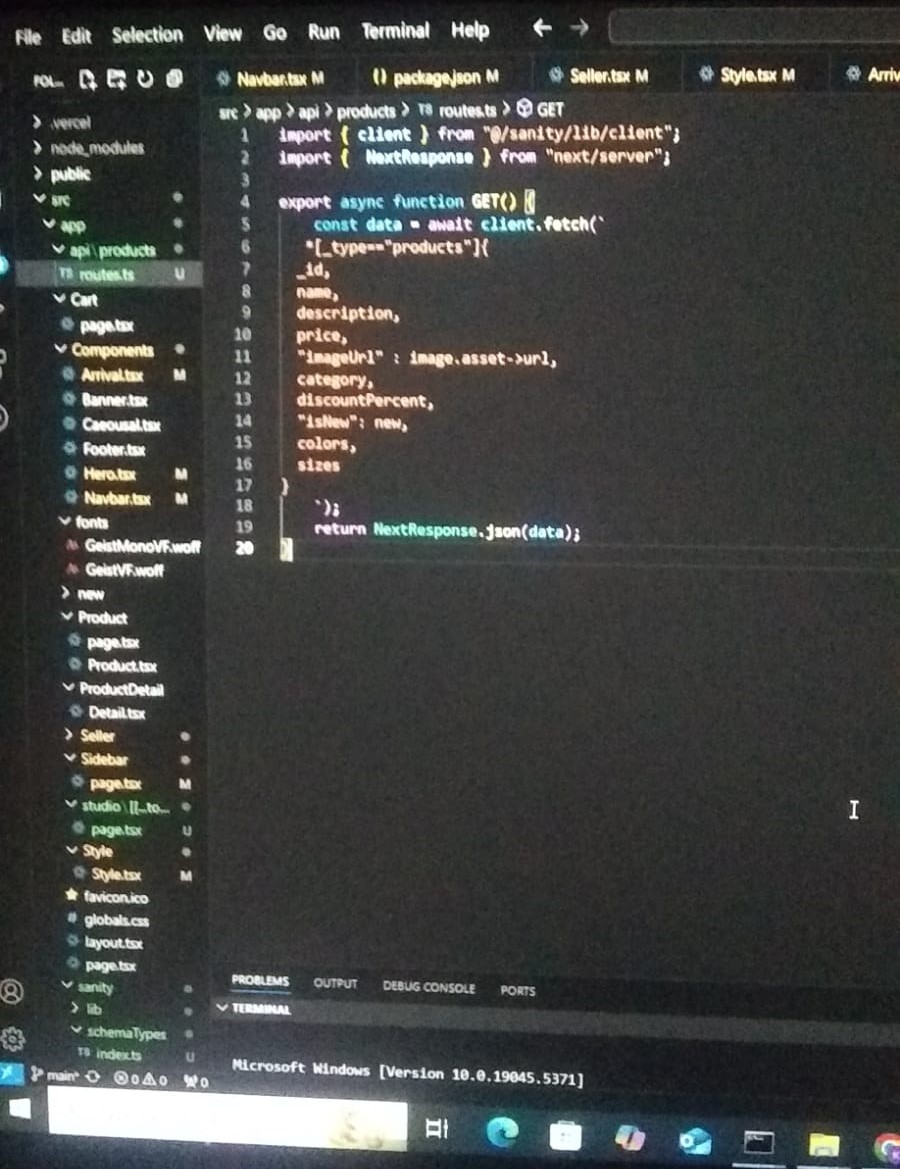 File Edit Selection View Go Run Terminal Help
FOL...
Navbar.tsx M
{} package.json M
Seller.tsx M
Style.tsx M
Arriv
.vercel
node_modules
public
src
app
api\products
TS routes.ts U
Cart
page.tsx
Components
Arrival.tsx M
Banner.tsx
Caeousal.tsx
Footer.tsx
Hero.tsx M
Navbar.tsx M
fonts
GeistMonoVF.woff
GeistVF.woff
new
Product
page.tsx
Product.tsx
ProductDetail
Detail.tsx
Seller
Sidebar
page.tsx M
studio\[[...to...
page.tsx U
Style
Style.tsx M
favicon.ico
# globals.css
layout.tsx
page.tsx
sanity
lib
schemaTypes
TS index.ts U
src > app > api > products > TS routes.ts > GET
1 import { client } from "@/sanity/lib/client";
2 import { NextResponse } from "next/server";
3
4 export async function GET() {
5 const data = await client.fetch(`
6 *[_type=="products"]{
7 _id,
8 name,
9 description,
10 price,
11 "imageUrl" : image.asset->url,
12 category,
13 discountPercent,
14 "isNew": new,
15 colors,
16 sizes
17 }
18 `);
19 return NextResponse.json(data);
20 }
PROBLEMS OUTPUT DEBUG CONSOLE PORTS
TERMINAL
Microsoft Windows [Version 10.0.19045.5371]
main* 0 0 0